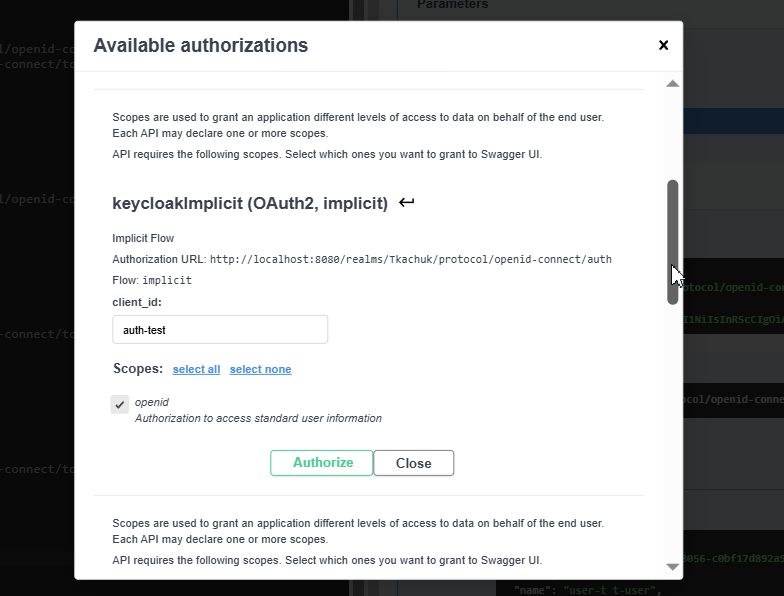 Parameters
Available authorizations
l/openid-co
-connect/to
Scopes are used to grant an application different levels of access to data on behalf of the end user.
Each API may declare one or more scopes.
API requires the following scopes. Select which ones you want to grant to Swagger UI.
l/openid-co
keycloakImplicit (OAuth2, implicit)
Implicit Flow
Authorization URL: http://localhost:8080/realms/Tkachuk/protocol/openid-connect/auth
Flow: implicit
otocol/openid-con
client_id:
auth-test
-connect/to
Scopes: select all select none
openid
ocol/openid-conne
Authorization to access standard user information
Authorize Close
-connect/to
Scopes are used to grant an application different levels of access to data on behalf of the end user.
Each API may declare one or more scopes.
API requires the following scopes. Select which ones you want to grant to Swagger UI.
8056-c0bf17d892a9
"name": "user-t t-user",